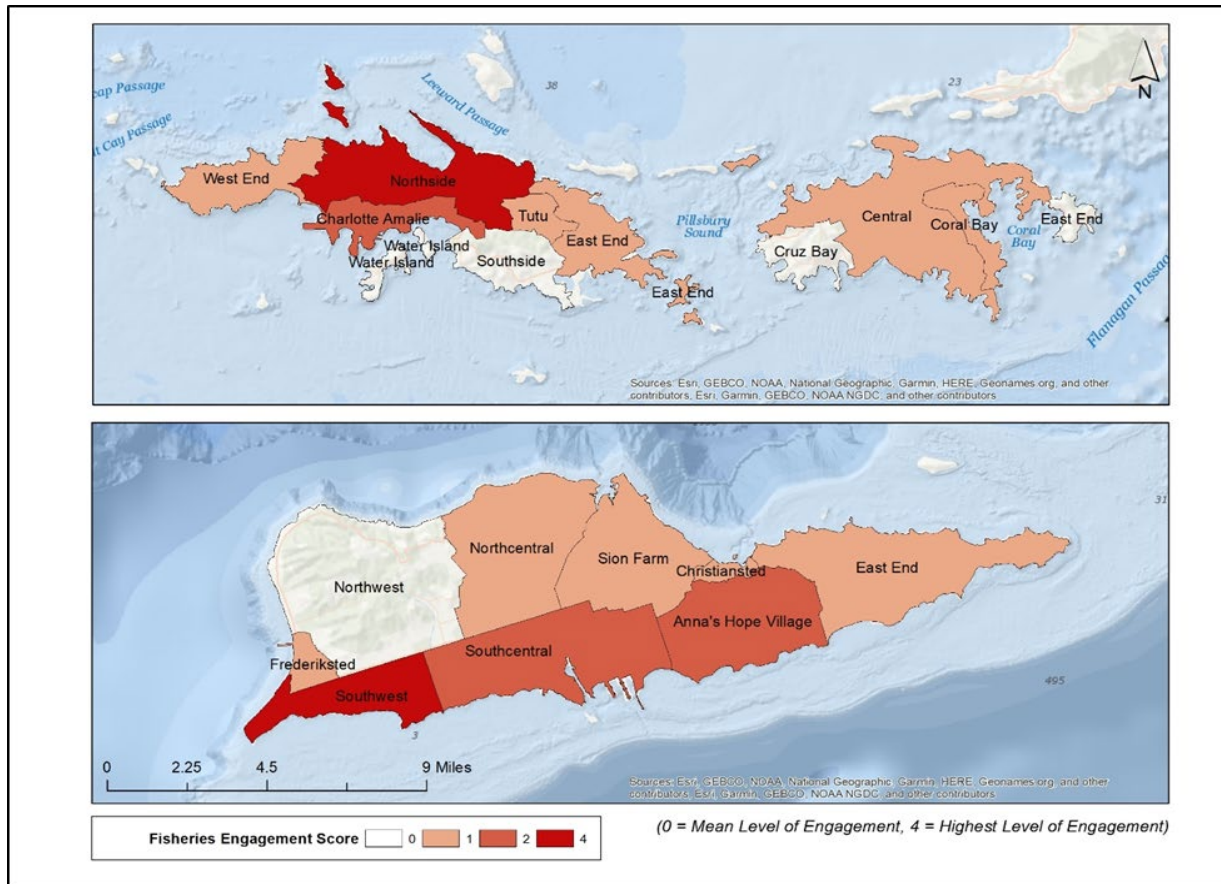 cap Passage
t Cay Passage
Leeward Passage
38
23
N
West End
Northside
Charlotte Amalie
Water Island
Water Island
Southside
Tutu
East End
East End
Pillsbury
Sound
Cruz Bay
Central
Coral Bay
Coral
Bay
East End
Flanagan Passag
Sources: Esri, GEBCO, NOAA, National Geographic, Garmin, HERE, Geonames.org, and other
contributors, Esri, Garmin, GEBCO, NOAA NGDC, and other contributors
31
Northwest
Northcentral
Sion Farm
Christiansted
East End
Anna's Hope Village
Southcentral
Frederiksted
Southwest
3
495
0 2.25 4.5 9 Miles
Sources: Esri, GEBCO, NOAA, National Geographic, Garmin, HERE, Geonames.org, and other
contributors, Esri, Garmin, GEBCO, NOAA NGDC, and other contributors
Fisheries Engagement Score 0 1 2 4
(0 = Mean Level of Engagement, 4 = Highest Level of Engagement)